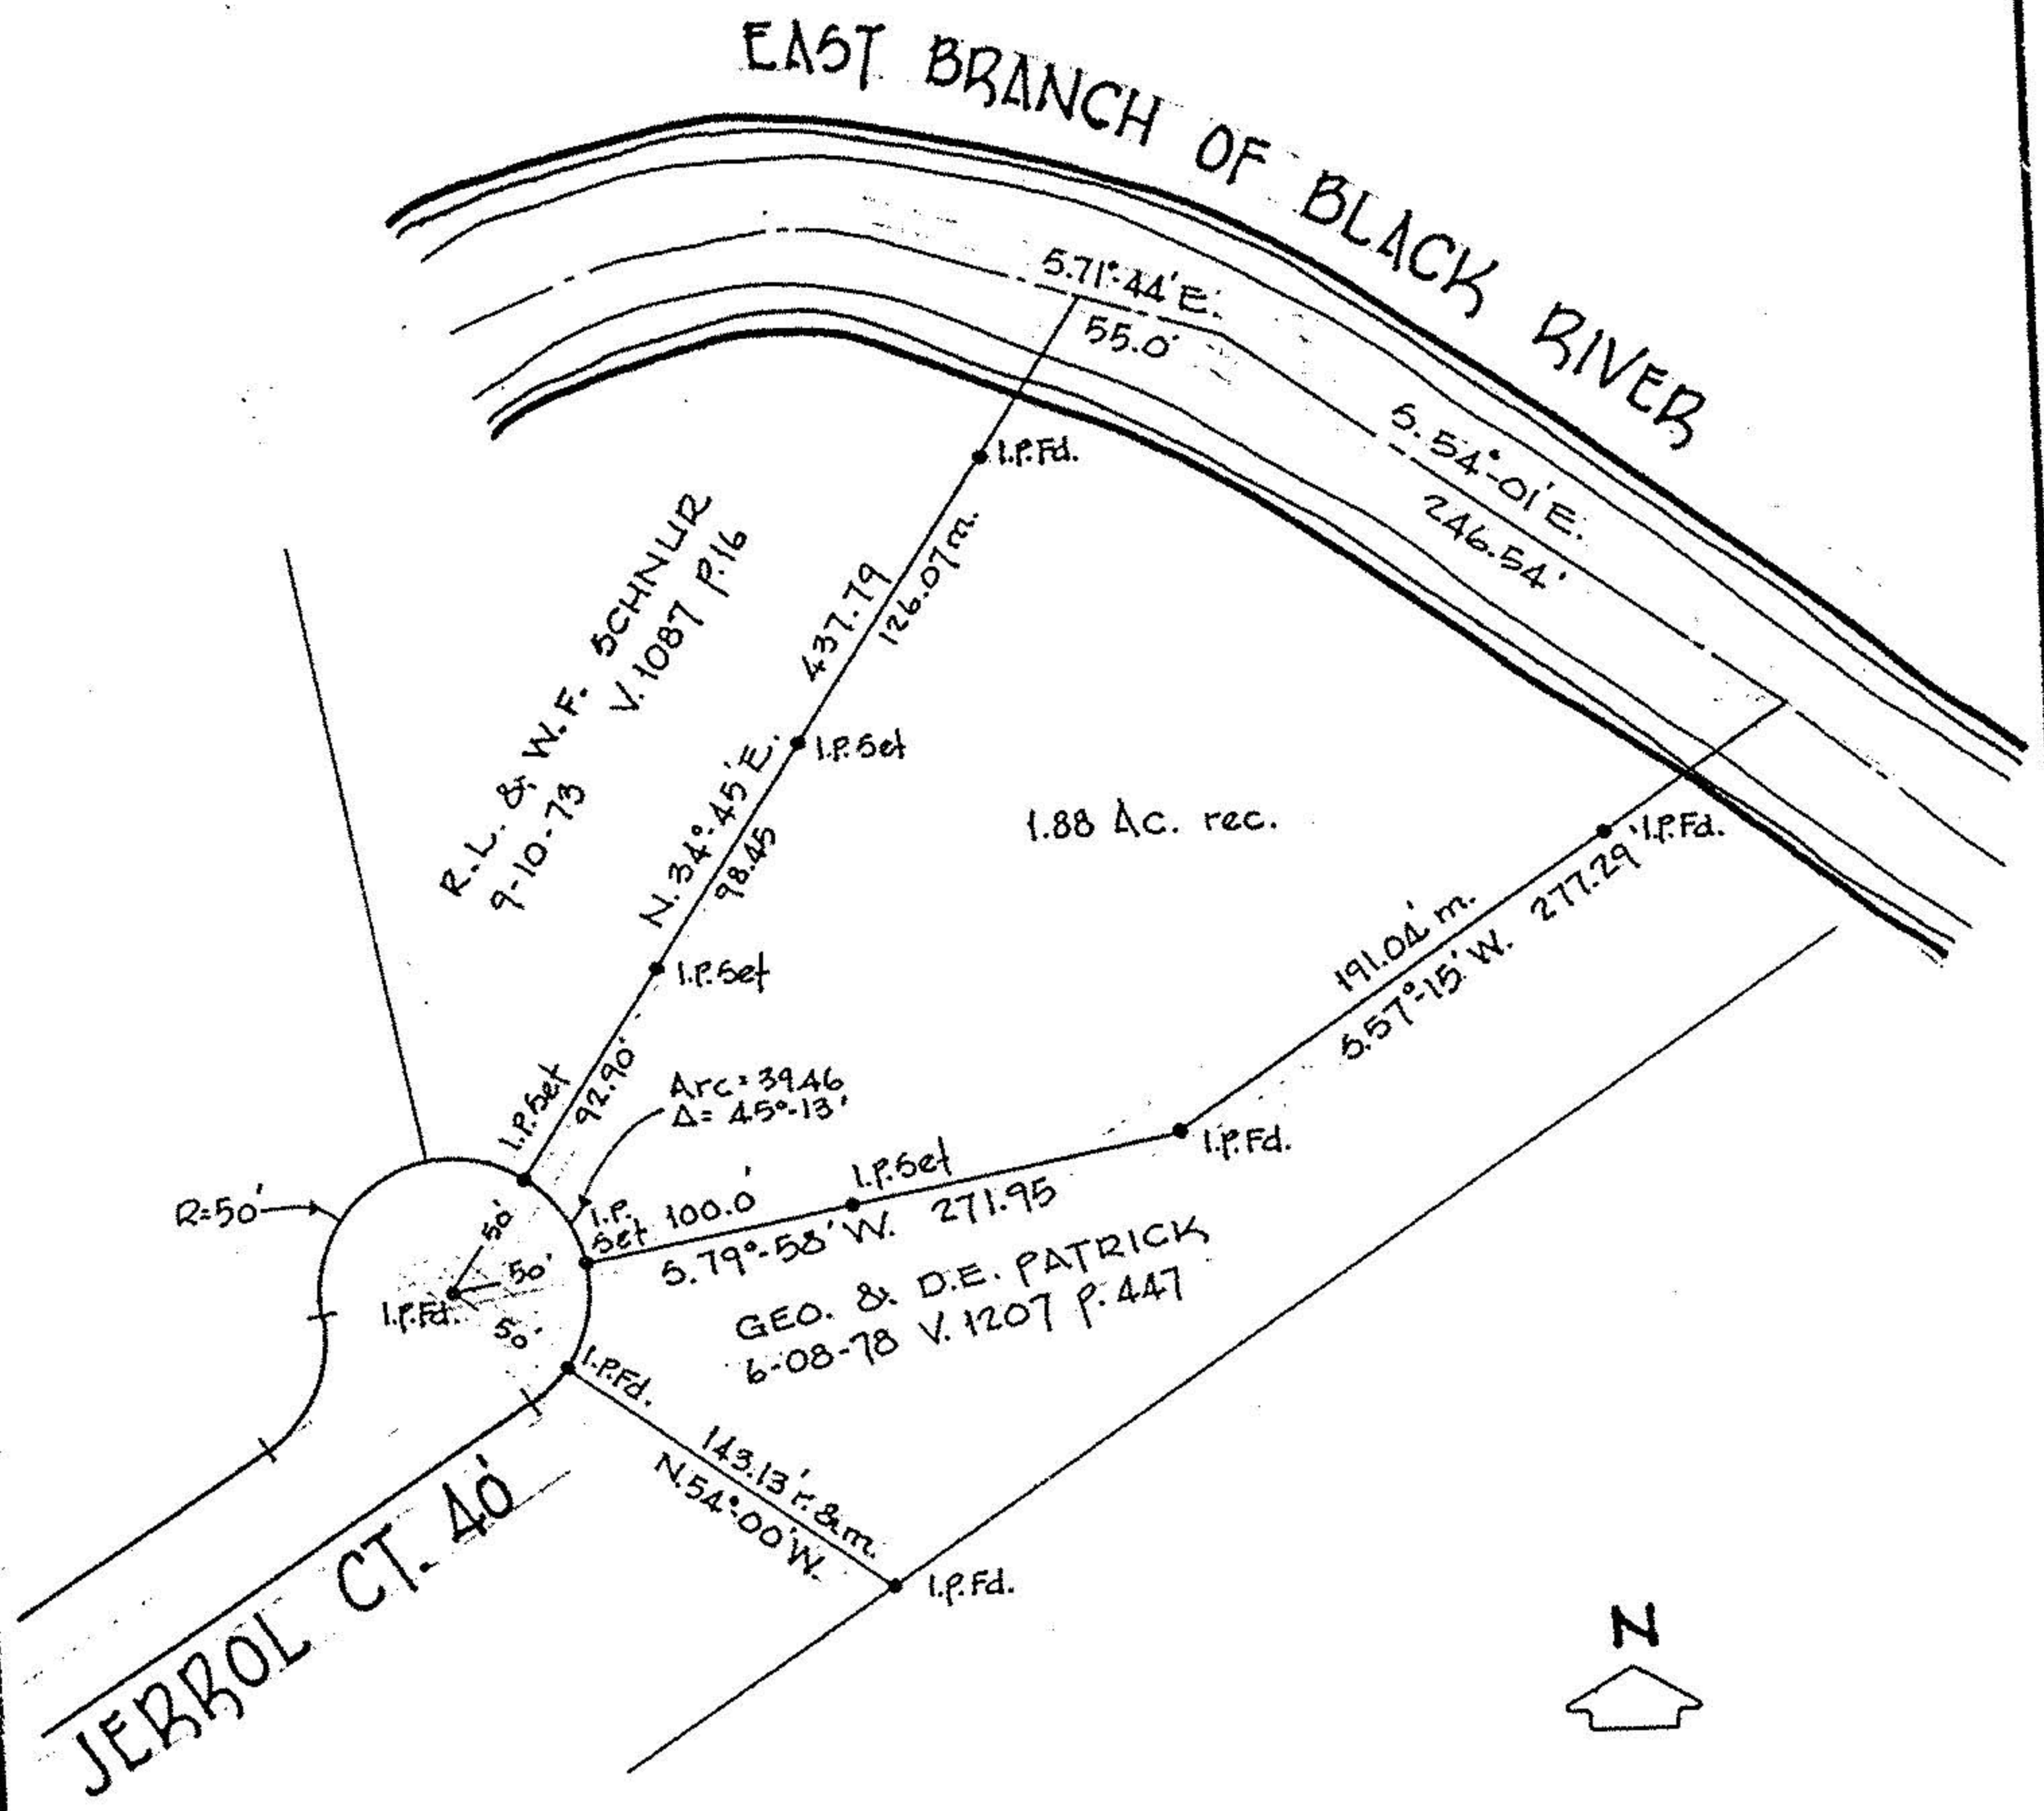 EAST BRANCH OF BLACK RIVER
S.71°-44'E.
55.0'
S.54°-01'E.
246.54'
I.P.Fd.
437.79
126.07m.
R.L. & W.F. SCHNUR
9-10-73 V.1087 P.16
I.P.Set
N.34°-45'E.
98.45
1.88 Ac. rec.
I.P.Fd.
191.04' m.
S.57°-15'W. 277.29'
I.P.Set
I.P.Set
92.90'
Arc=39.46
Δ=45°-13'
I.P.Fd.
I.P.Set
I.P.
Set 100.0'
S.79°-58'W. 271.95
GEO. & D.E. PATRICK
6-08-78 V.1207 P.447
R=50'
50'
50'
I.P.Fd.
50'
I.P.Fd.
143.13' r.&m.
N.54°-00'W.
I.P.Fd.
JERROL CT. 40'
N